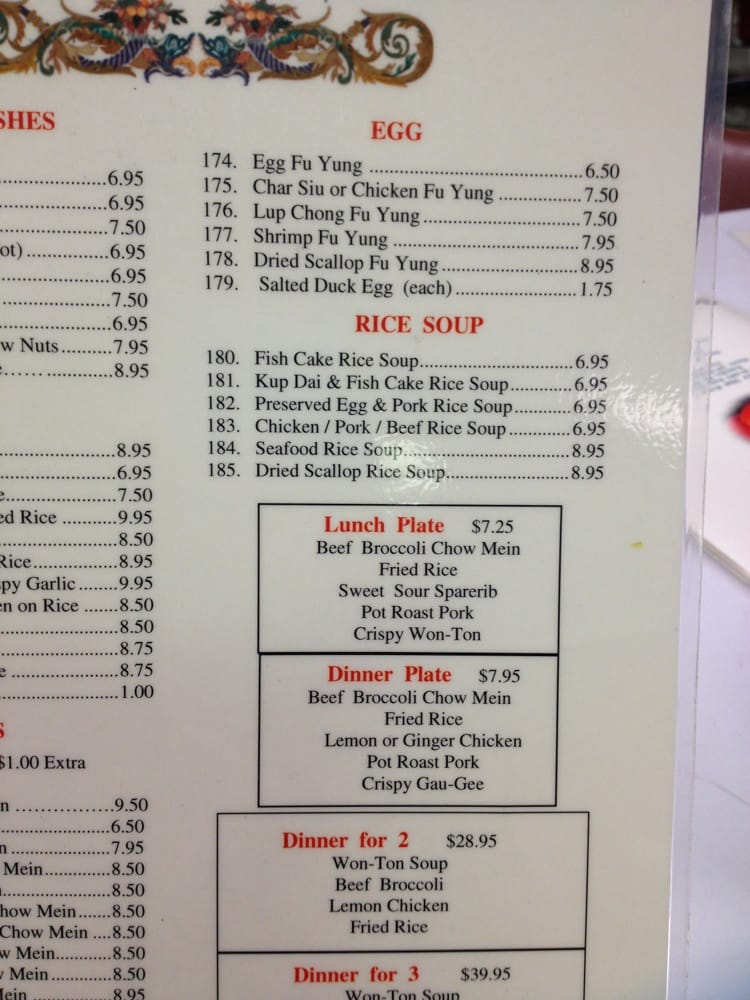 SHES
6.95
6.95
7.50
ot) 6.95
6.95
7.50
6.95
w Nuts 7.95
8.95
8.95
6.95
e 7.50
ed Rice 9.95
8.50
Rice 8.95
spy Garlic 9.95
en on Rice 8.50
8.50
8.75
e 8.75
1.00
S
$1.00 Extra
n 9.50
6.50
n 7.95
Mein 8.50
8.50
how Mein 8.50
Chow Mein 8.50
w Mein 8.50
Mein 8.50
Mein 8.95
EGG
174. Egg Fu Yung 6.50
175. Char Siu or Chicken Fu Yung 7.50
176. Lup Chong Fu Yung 7.50
177. Shrimp Fu Yung 7.95
178. Dried Scallop Fu Yung 8.95
179. Salted Duck Egg (each) 1.75
RICE SOUP
180. Fish Cake Rice Soup 6.95
181. Kup Dai & Fish Cake Rice Soup 6.95
182. Preserved Egg & Pork Rice Soup 6.95
183. Chicken / Pork / Beef Rice Soup 6.95
184. Seafood Rice Soup 8.95
185. Dried Scallop Rice Soup 8.95
Lunch Plate $7.25
Beef Broccoli Chow Mein
Fried Rice
Sweet Sour Sparerib
Pot Roast Pork
Crispy Won-Ton
Dinner Plate $7.95
Beef Broccoli Chow Mein
Fried Rice
Lemon or Ginger Chicken
Pot Roast Pork
Crispy Gau-Gee
Dinner for 2 $28.95
Won-Ton Soup
Beef Broccoli
Lemon Chicken
Fried Rice
Dinner for 3 $39.95
Won-Ton Soup